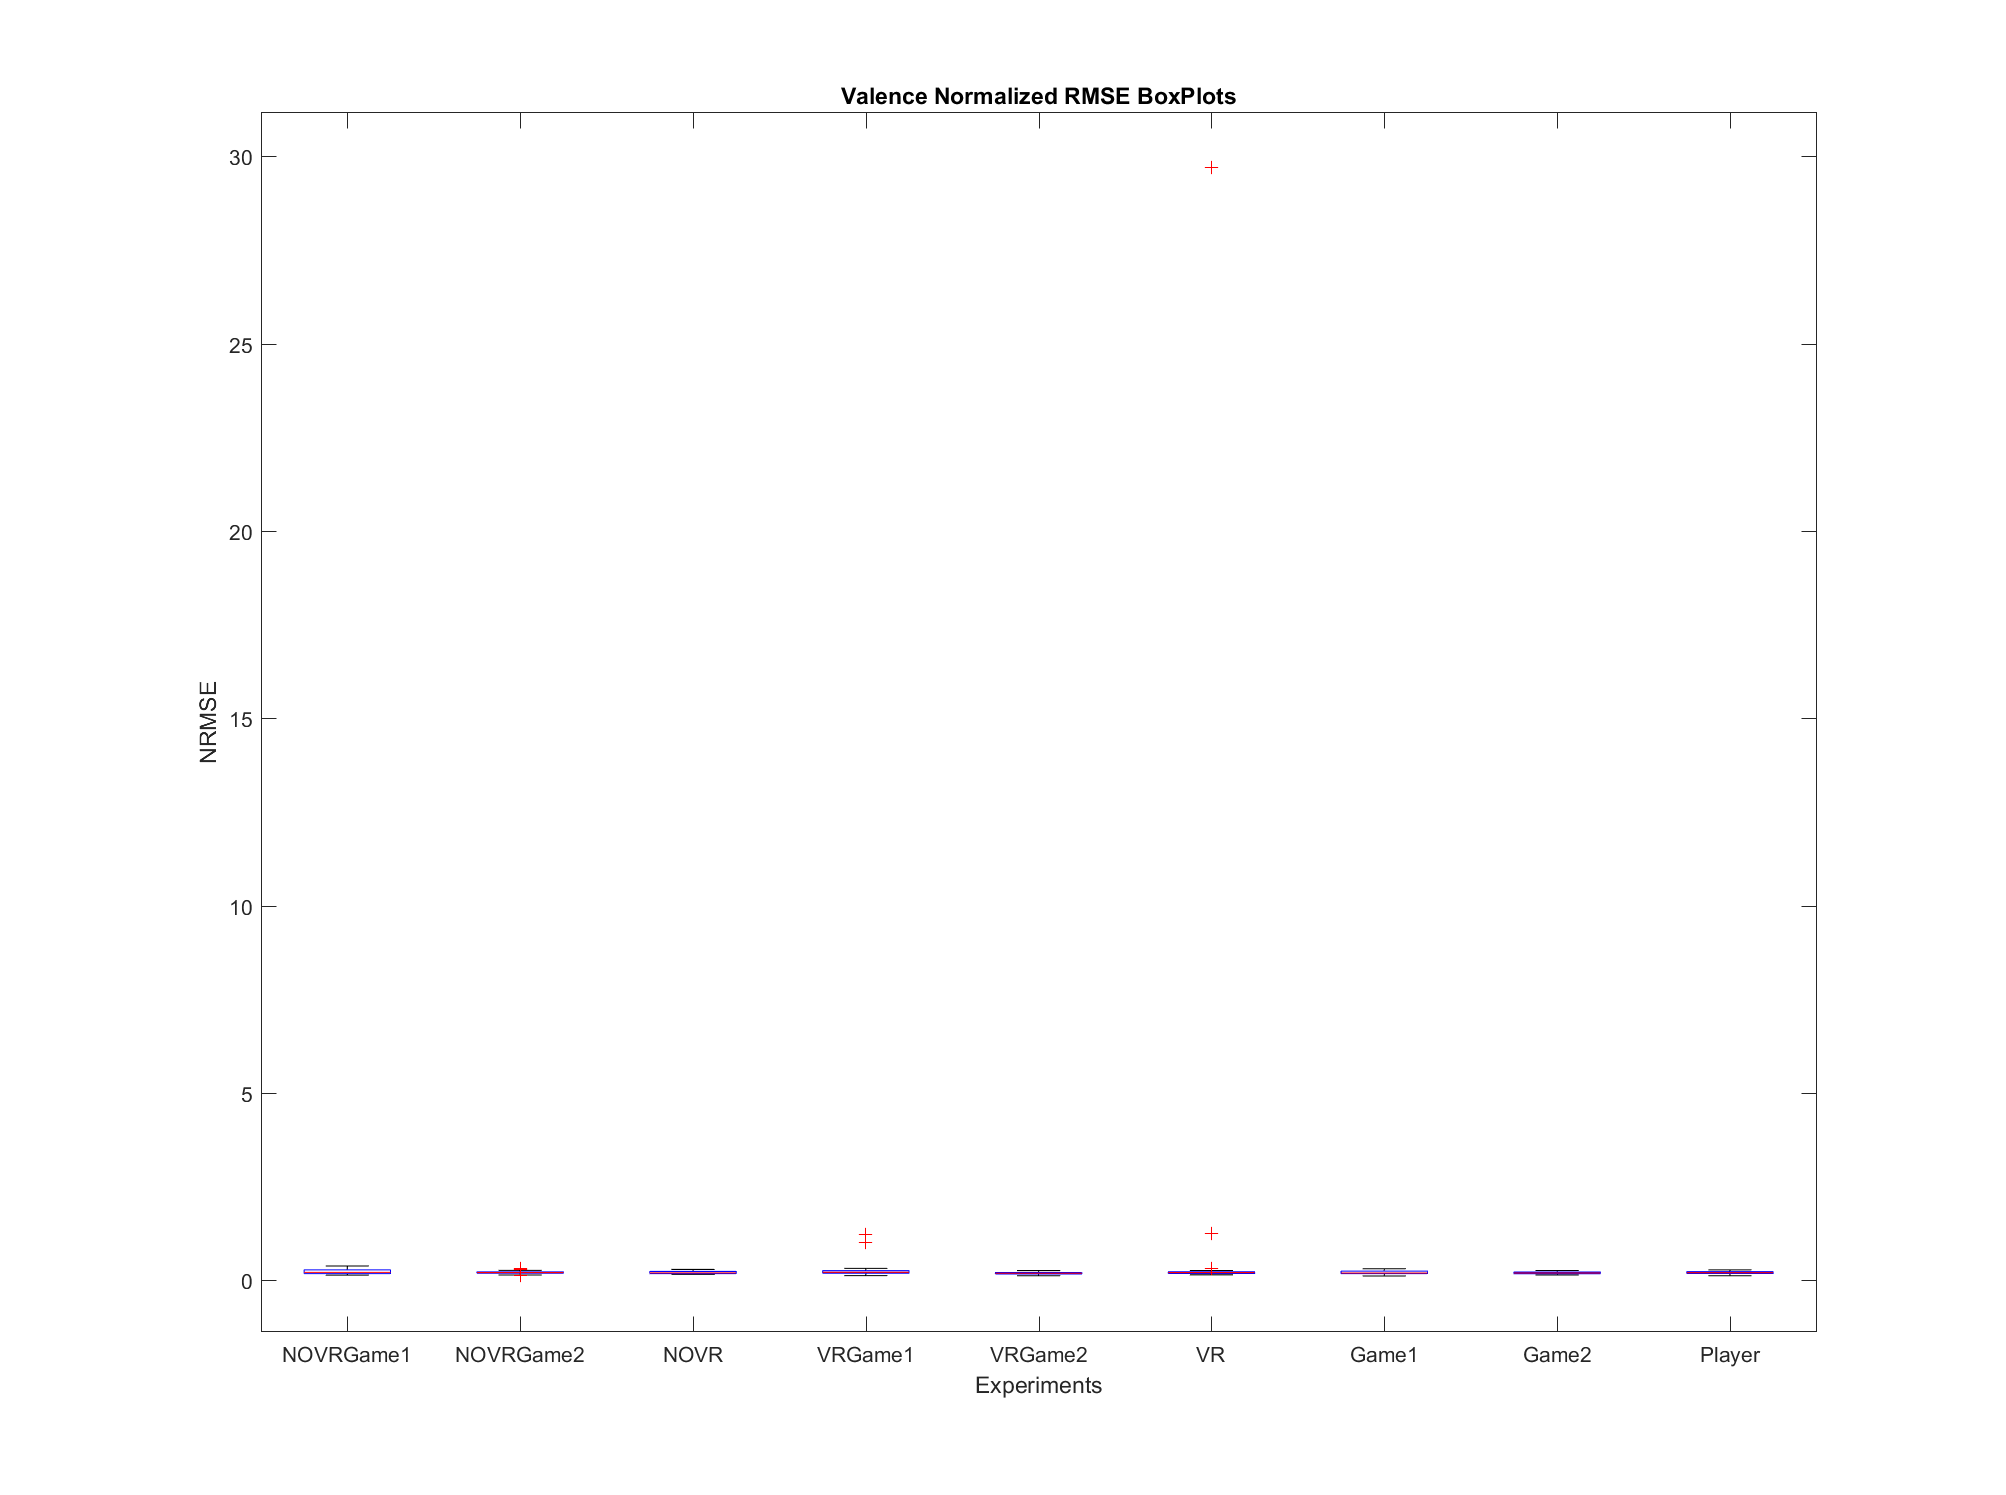 Valence Normalized RMSE BoxPlots
30
25
20
15
10
5
0
NRMSE
NOVRGame1 NOVRGame2 NOVR VRGame1 VRGame2 VR Game1 Game2 Player
Experiments